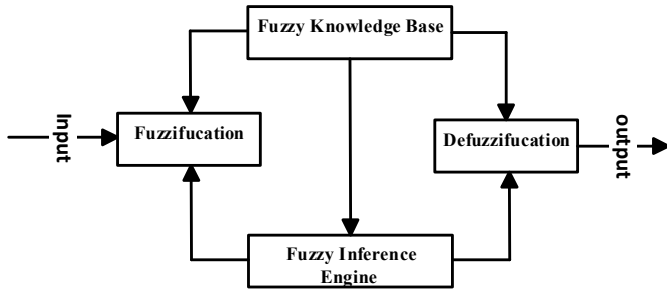 Fuzzy Knowledge Base
Input
Fuzzifucation
Defuzzifucation
output
Fuzzy Inference
Engine